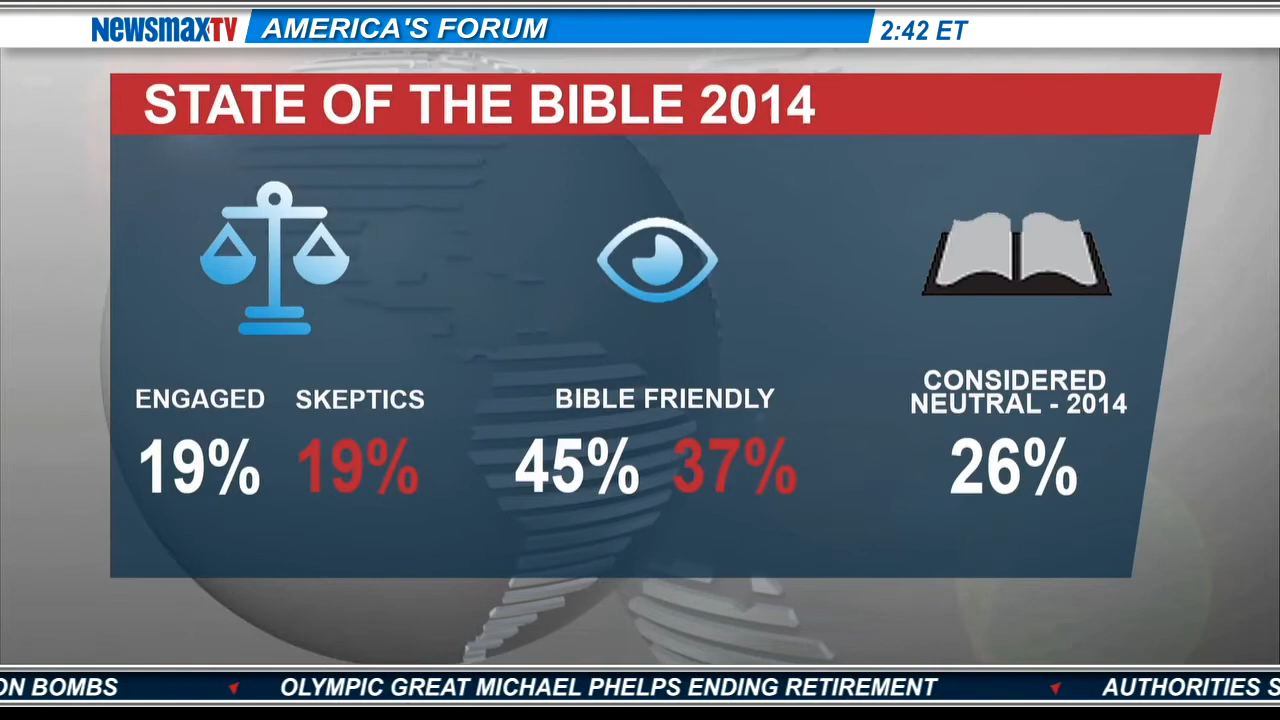 NEWSMAXTV AMERICA'S FORUM 2:42 ET
STATE OF THE BIBLE 2014
ENGAGED SKEPTICS
19% 19%
BIBLE FRIENDLY
45% 37%
CONSIDERED
NEUTRAL - 2014
26%
ON BOMBS OLYMPIC GREAT MICHAEL PHELPS ENDING RETIREMENT AUTHORITIES S